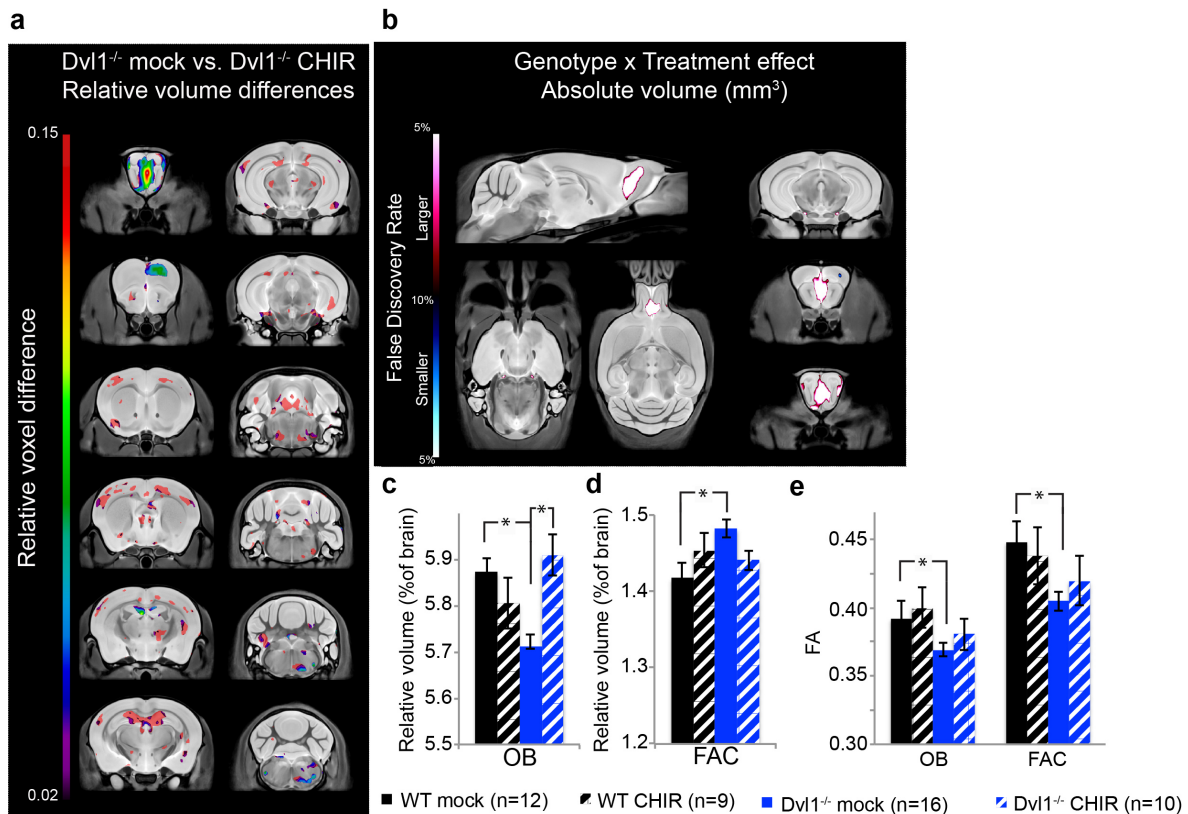 a
Dvl1-/- mock vs. Dvl1-/- CHIR
Relative volume differences
0.15
Relative voxel difference
0.02
b
Genotype x Treatment effect
Absolute volume (mm3)
5%
Larger
10%
Smaller
5%
False Discovery Rate
c
Relative volume (%of brain)
5.9
5.8
5.7
5.6
5.5
*
*
OB
d
Relative volume (%of brain)
1.5
1.4
1.3
1.2
*
FAC
e
FA
0.45
0.40
0.35
0.30
*
*
OB
FAC
WT mock (n=12)
WT CHIR (n=9)
Dvl1-/- mock (n=16)
Dvl1-/- CHIR (n=10)